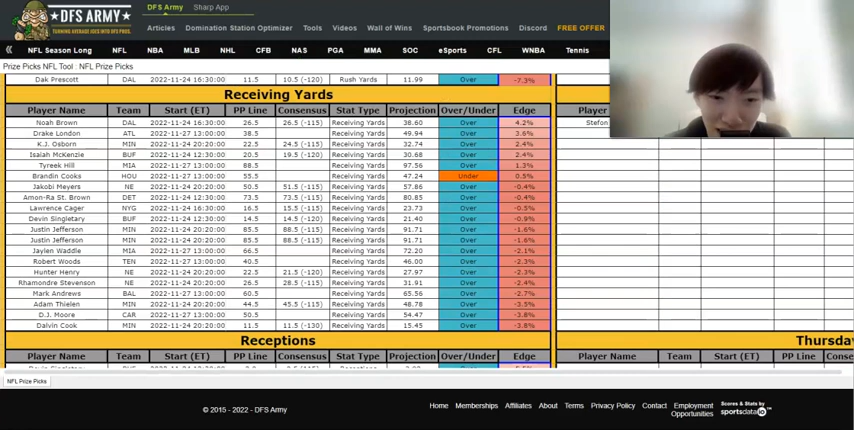 DFS ARMY
TURNING AVERAGE JOES INTO DFS PROS.
DFS Army Sharp App
Articles Domination Station Optimizer Tools Videos Wall of Wins Sportsbook Promotions Discord FREE OFFER
NFL Season Long NFL NBA MLB NHL CFB NAS PGA MMA SOC eSports CFL WNBA Tennis
Prize Picks NFL Tool : NFL Prize Picks
Dak Prescott DAL 2022-11-24 16:30:00 11.5 10.5 (-120) Rush Yards 11.99 Over -7.3%
Receiving Yards
Player Name Team Start (ET) PP Line Consensus Stat Type Projection Over/Under Edge Player
Noah Brown DAL 2022-11-24 16:30:00 26.5 26.5 (-115) Receiving Yards 38.60 Over 4.2% Stefon
Drake London ATL 2022-11-27 13:00:00 38.5 Receiving Yards 49.94 Over 3.6%
K.J. Osborn MIN 2022-11-24 20:20:00 22.5 24.5 (-115) Receiving Yards 32.74 Over 2.4%
Isaiah McKenzie BUF 2022-11-24 12:30:00 20.5 19.5 (-120) Receiving Yards 30.68 Over 2.4%
Tyreek Hill MIA 2022-11-27 13:00:00 88.5 Receiving Yards 97.56 Over 1.3%
Brandin Cooks HOU 2022-11-27 13:00:00 55.5 Receiving Yards 47.24 Under 0.5%
Jakobi Meyers NE 2022-11-24 20:20:00 50.5 51.5 (-115) Receiving Yards 57.86 Over -0.4%
Amon-Ra St. Brown DET 2022-11-24 12:30:00 73.5 73.5 (-115) Receiving Yards 80.85 Over -0.4%
Lawrence Cager NYG 2022-11-24 16:30:00 16.5 15.5 (-115) Receiving Yards 23.73 Over -0.5%
Devin Singletary BUF 2022-11-24 12:30:00 14.5 14.5 (-120) Receiving Yards 21.40 Over -0.9%
Justin Jefferson MIN 2022-11-24 20:20:00 85.5 88.5 (-115) Receiving Yards 91.71 Over -1.6%
Justin Jefferson MIN 2022-11-24 20:20:00 85.5 88.5 (-115) Receiving Yards 91.71 Over -1.6%
Jaylen Waddle MIA 2022-11-27 13:00:00 66.5 Receiving Yards 72.20 Over -2.1%
Robert Woods TEN 2022-11-27 13:00:00 40.5 Receiving Yards 46.00 Over -2.3%
Hunter Henry NE 2022-11-24 20:20:00 22.5 21.5 (-120) Receiving Yards 27.97 Over -2.3%
Rhamondre Stevenson NE 2022-11-24 20:20:00 26.5 28.5 (-115) Receiving Yards 31.91 Over -2.4%
Mark Andrews BAL 2022-11-27 13:00:00 60.5 Receiving Yards 65.56 Over -2.7%
Adam Thielen MIN 2022-11-24 20:20:00 44.5 45.5 (-115) Receiving Yards 48.78 Over -3.5%
D.J. Moore CAR 2022-11-27 13:00:00 50.5 Receiving Yards 54.47 Over -3.8%
Dalvin Cook MIN 2022-11-24 20:20:00 11.5 11.5 (-130) Receiving Yards 15.45 Over -3.8%
Receptions Thursda
Player Name Team Start (ET) PP Line Consensus Stat Type Projection Over/Under Edge Player Name Team Start (ET) PP Line Conse
NFL Prize Picks
© 2015 - 2022 - DFS Army
Home Memberships Affiliates About Terms Privacy Policy Contact Employment Opportunities
Scores & Stats by
sportsdataio